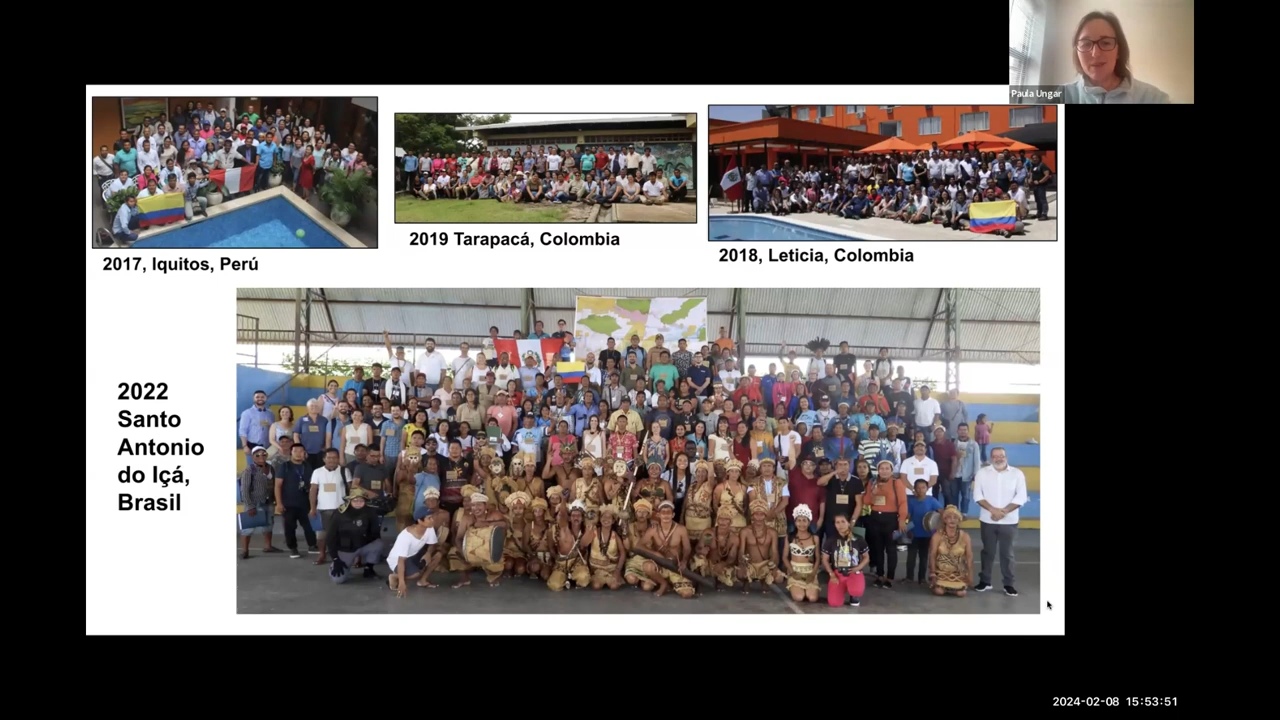 Paula Ungar
2017, Iquitos, Perú
2019 Tarapacá, Colombia
2018, Leticia, Colombia
2022
Santo
Antonio
do Içá,
Brasil
2024-02-08 15:53:51